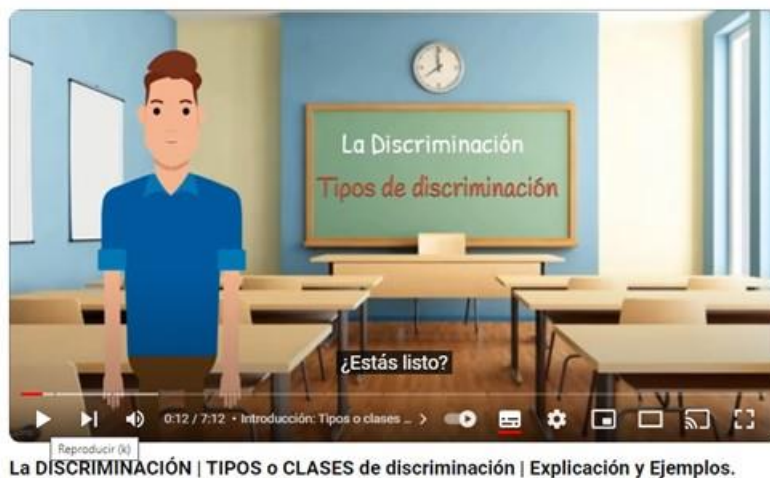 La Discriminación
Tipos de discriminación
¿Estás listo?
0:12 / 7:12 • Introducción: Tipos o clases ...
Reproducir (k)
La DISCRIMINACIÓN | TIPOS o CLASES de discriminación | Explicación y Ejemplos.